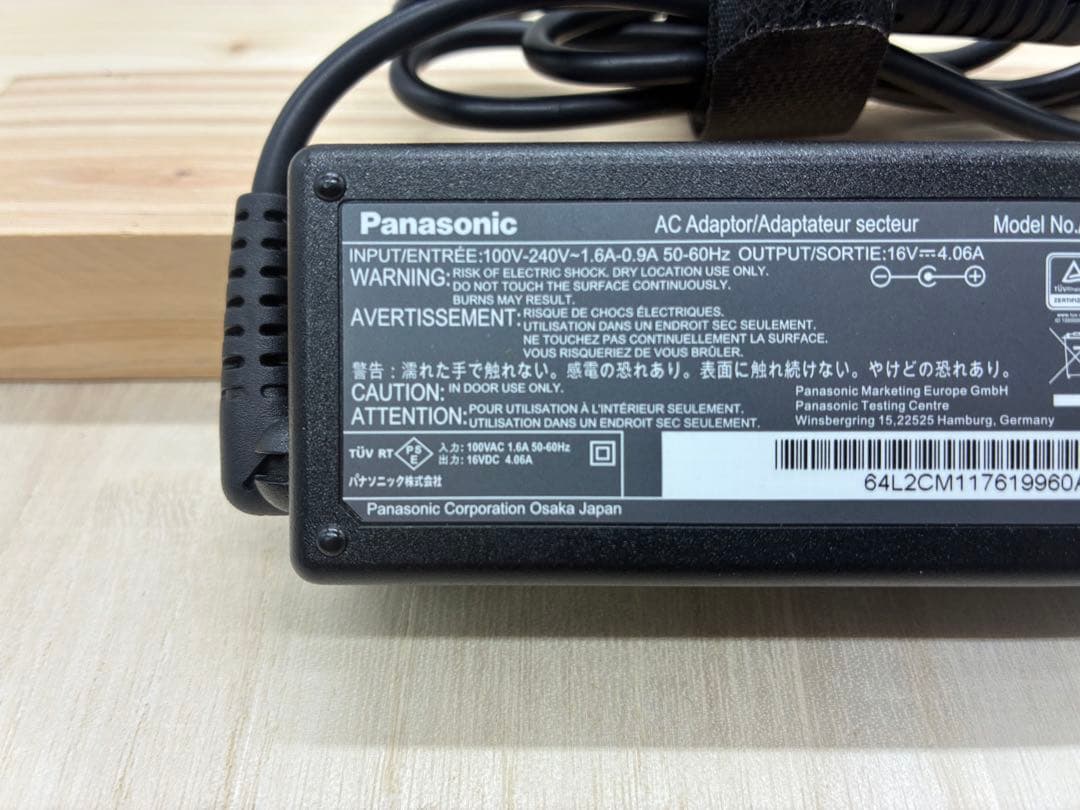 Panasonic AC Adaptor/Adaptateur secteur Model No.
INPUT/ENTRÉE:100V-240V~1.6A-0.9A 50-60Hz OUTPUT/SORTIE:16V⎓4.06A
WARNING: RISK OF ELECTRIC SHOCK. DRY LOCATION USE ONLY.
DO NOT TOUCH THE SURFACE CONTINUOUSLY.
BURNS MAY RESULT.
AVERTISSEMENT: RISQUE DE CHOCS ÉLECTRIQUES.
UTILISATION DANS UN ENDROIT SEC SEULEMENT.
NE TOUCHEZ PAS CONTINUELLEMENT LA SURFACE.
VOUS RISQUERIEZ DE VOUS BRÛLER.
警告：濡れた手で触れない。感電の恐れあり。表面に触れ続けない。やけどの恐れあり。
CAUTION: IN DOOR USE ONLY.
ATTENTION: POUR UTILISATION À L'INTÉRIEUR SEULEMENT.
UTILISATION DANS UN ENDROIT SEC SEULEMENT.
Panasonic Marketing Europe GmbH
Panasonic Testing Centre
Winsbergring 15,22525 Hamburg, Germany
TÜV RT PS E
入力: 100VAC 1.6A 50-60Hz
出力: 16VDC 4.06A
パナソニック株式会社
64L2CM117619960A
Panasonic Corporation Osaka Japan